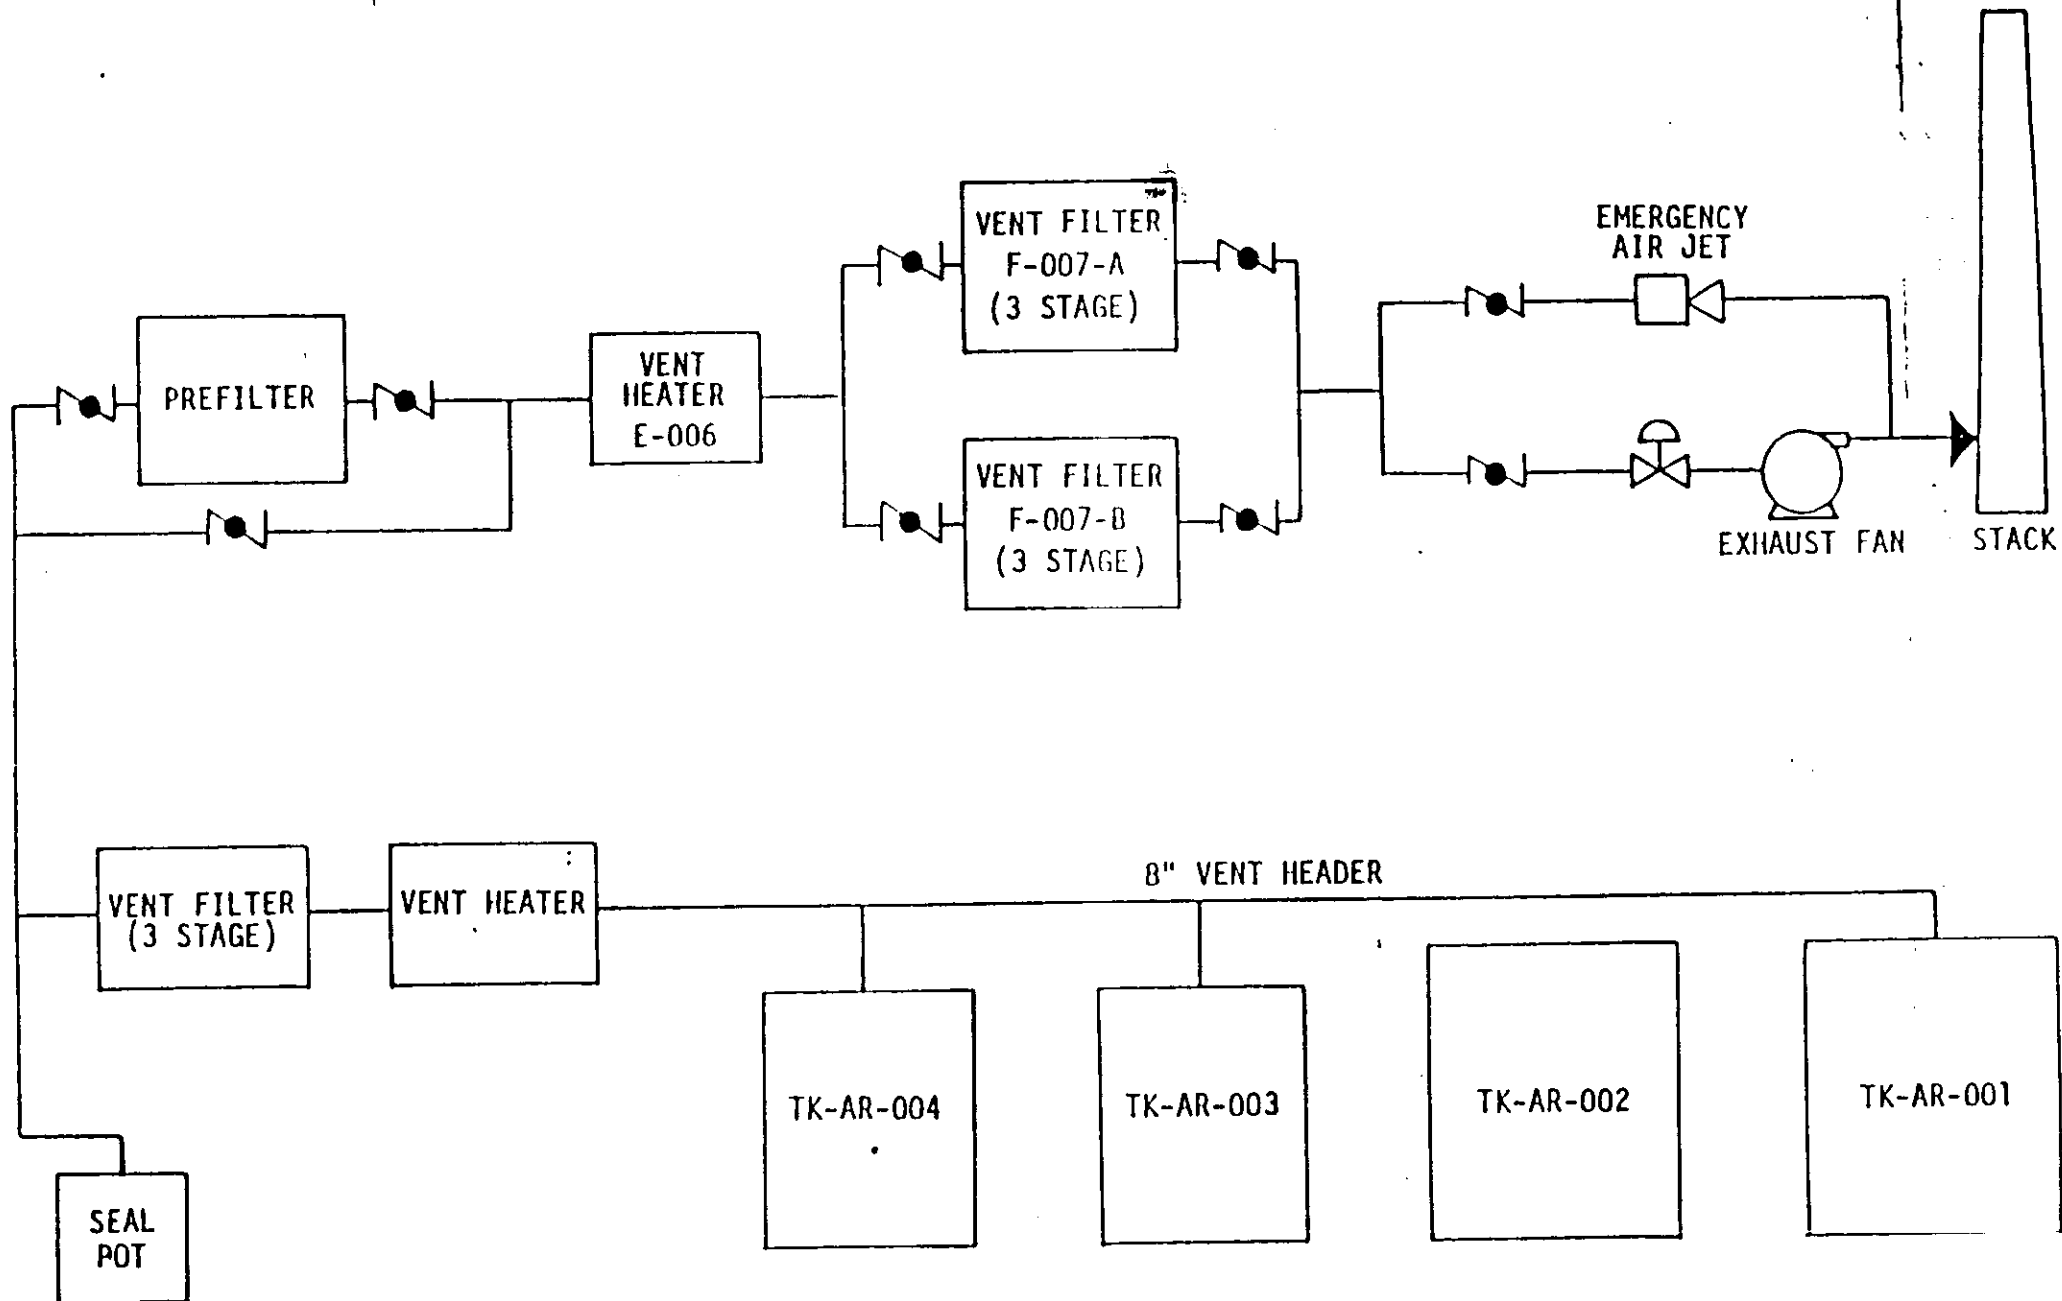 EMERGENCY
AIR JET
VENT FILTER
F-007-A
(3 STAGE)
PREFILTER
VENT
HEATER
E-006
VENT FILTER
F-007-B
(3 STAGE)
EXHAUST FAN
STACK
8" VENT HEADER
VENT FILTER
(3 STAGE)
VENT HEATER
TK-AR-004
TK-AR-003
TK-AR-002
TK-AR-001
SEAL
POT